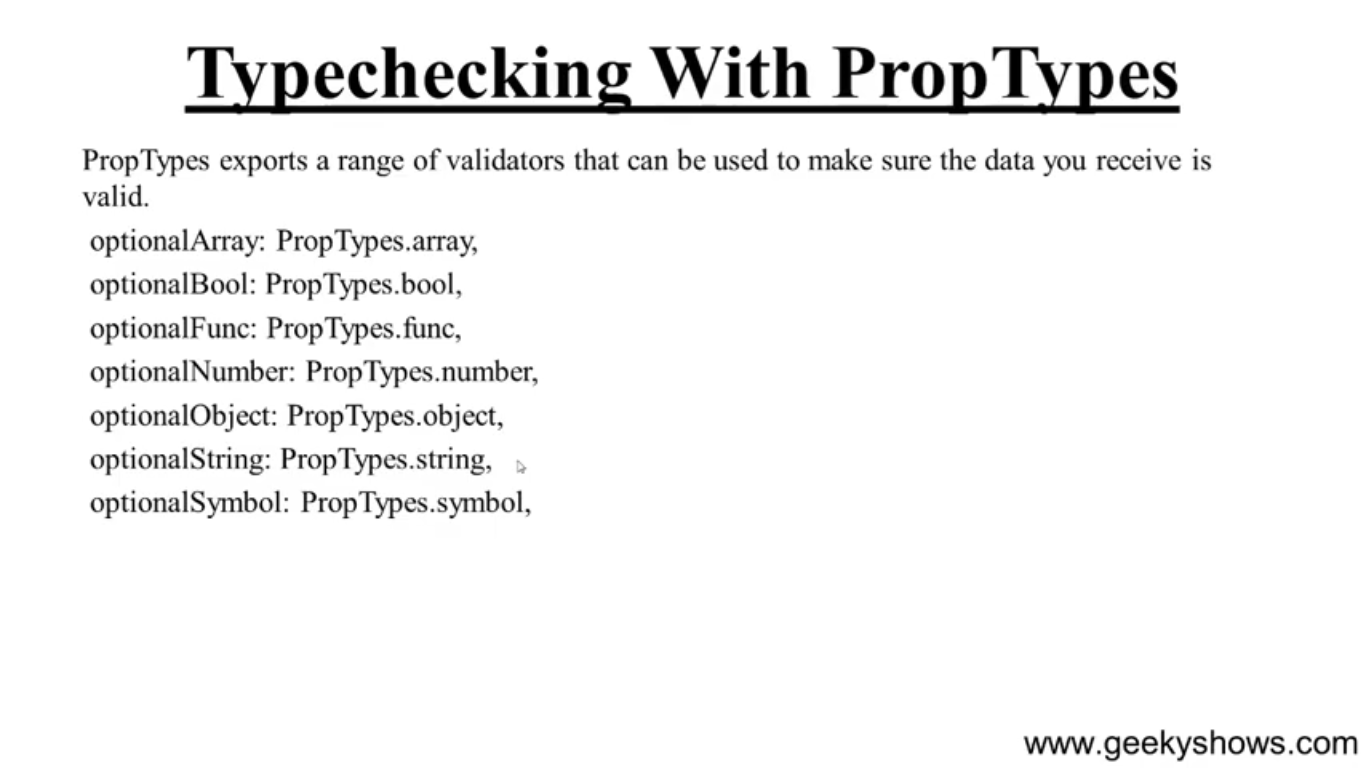 Typechecking With PropTypes
PropTypes exports a range of validators that can be used to make sure the data you receive is
valid.
optionalArray: PropTypes.array,
optionalBool: PropTypes.bool,
optionalFunc: PropTypes.func,
optionalNumber: PropTypes.number,
optionalObject: PropTypes.object,
optionalString: PropTypes.string,
optionalSymbol: PropTypes.symbol,
www.geekyshows.com